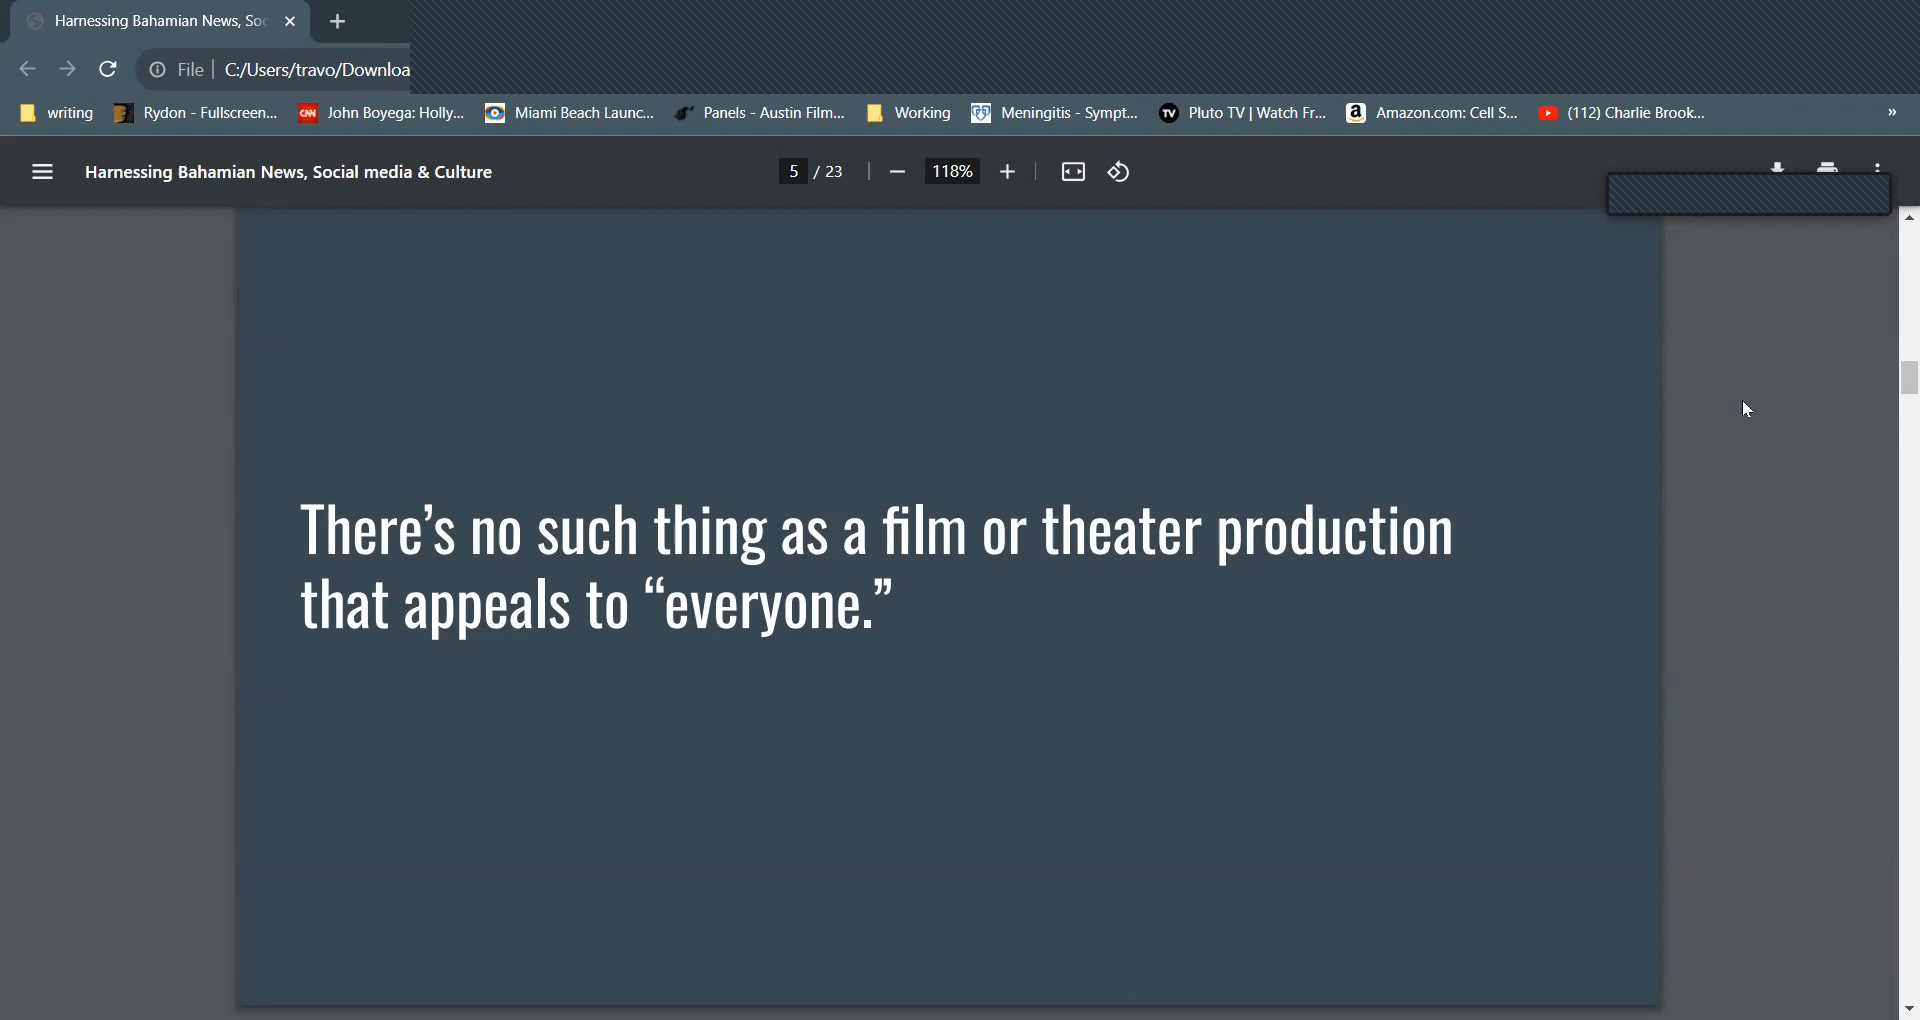 Harnessing Bahamian News, Soc
File
C:/Users/travo/Downloa
writing
Rydon - Fullscreen...
CNN
John Boyega: Holly...
Miami Beach Launc...
Panels - Austin Film...
Working
Meningitis - Sympt...
TV
Pluto TV | Watch Fr...
a
Amazon.com: Cell S...
(112) Charlie Brook...
»
Harnessing Bahamian News, Social media & Culture
5 / 23
118%
There’s no such thing as a film or theater production
that appeals to “everyone.”